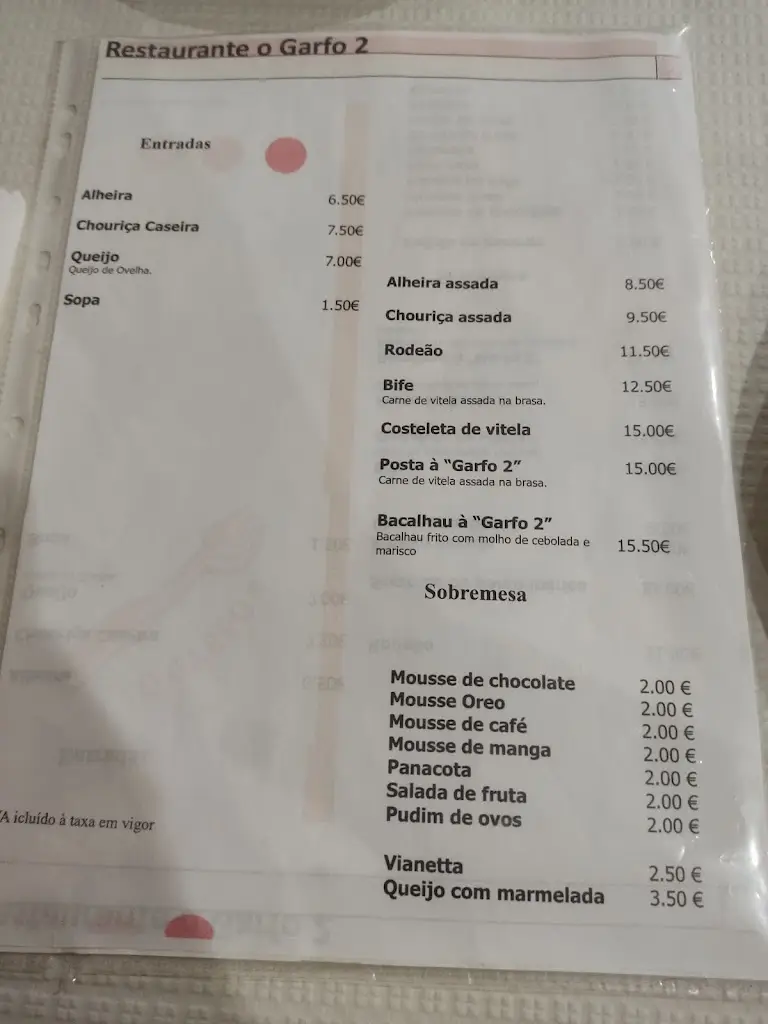 Restaurante o Garfo 2
Entradas
Alheira 6.50€
Chouriça Caseira 7.50€
Queijo 7.00€
Queijo de Ovelha.
Sopa 1.50€
Alheira assada 8.50€
Chouriça assada 9.50€
Rodeão 11.50€
Bife 12.50€
Carne de vitela assada na brasa.
Costeleta de vitela 15.00€
Posta à "Garfo 2" 15.00€
Carne de vitela assada na brasa.
Bacalhau à "Garfo 2"
Bacalhau frito com molho de cebolada e 15.50€
marisco
Sobremesa
Mousse de chocolate 2.00 €
Mousse Oreo 2.00 €
Mousse de café 2.00 €
Mousse de manga 2.00 €
Panacota 2.00 €
Salada de fruta 2.00 €
Pudim de ovos 2.00 €
Vianetta 2.50 €
Queijo com marmelada 3.50 €
VA icluído à taxa em vigor